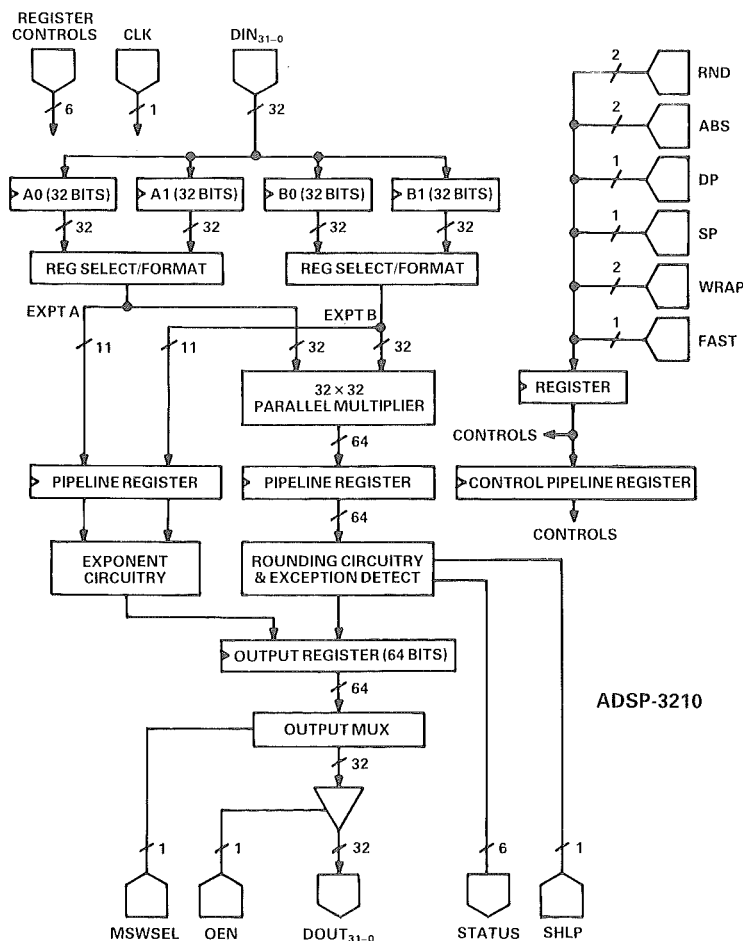 REGISTER
CONTROLS
CLK
DIN31–0
6
1
32
A0 (32 BITS)
A1 (32 BITS)
B0 (32 BITS)
B1 (32 BITS)
32
32
32
32
REG SELECT/FORMAT
REG SELECT/FORMAT
EXPT A
EXPT B
11
11
32
32
32 × 32
PARALLEL MULTIPLIER
64
PIPELINE REGISTER
PIPELINE REGISTER
64
EXPONENT
CIRCUITRY
ROUNDING CIRCUITRY
& EXCEPTION DETECT
OUTPUT REGISTER (64 BITS)
64
OUTPUT MUX
32
1
1
32
6
1
MSWSEL
OEN
DOUT31–0
STATUS
SHLP
2
RND
2
ABS
1
DP
1
SP
2
WRAP
1
FAST
REGISTER
CONTROLS
CONTROL PIPELINE REGISTER
CONTROLS
ADSP-3210